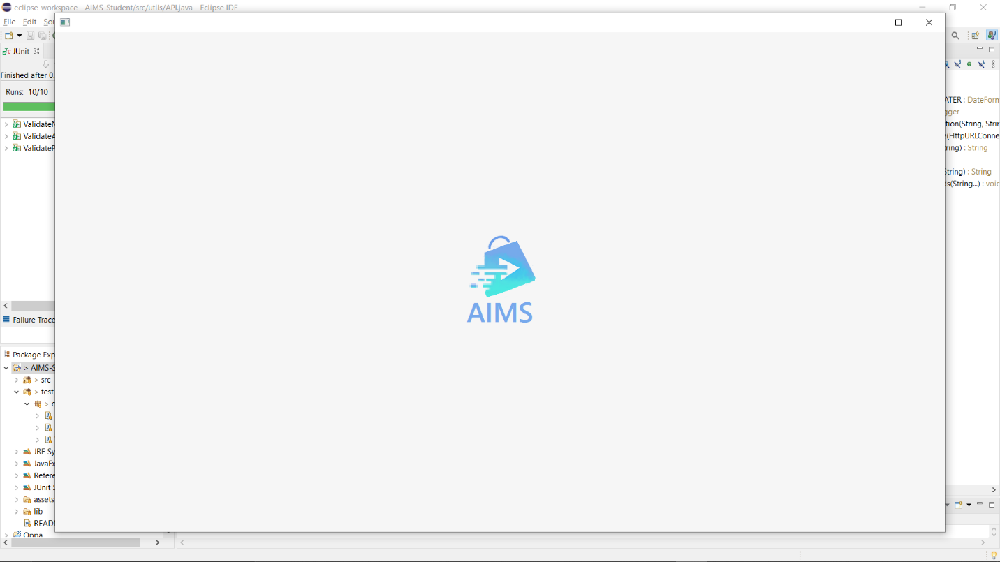 eclipse-workspace - AIMS-Student/src/utils/API.java - Eclipse IDE
File Edit Sou
JUnit
Finished after 0.
Runs: 10/10
ATER : DateForm
gger
ValidateN
tion(String, Strin
ValidateA
e(HttpURLConne
ValidateP
ring) : String
String) : String
ls(String...) : void
AIMS
Failure Trace
Package Exp
> AIMS-S
> src
> test
> c
JRE Sy
JavaFx
Refere
JUnit 5
assets
lib
READ
Oppa